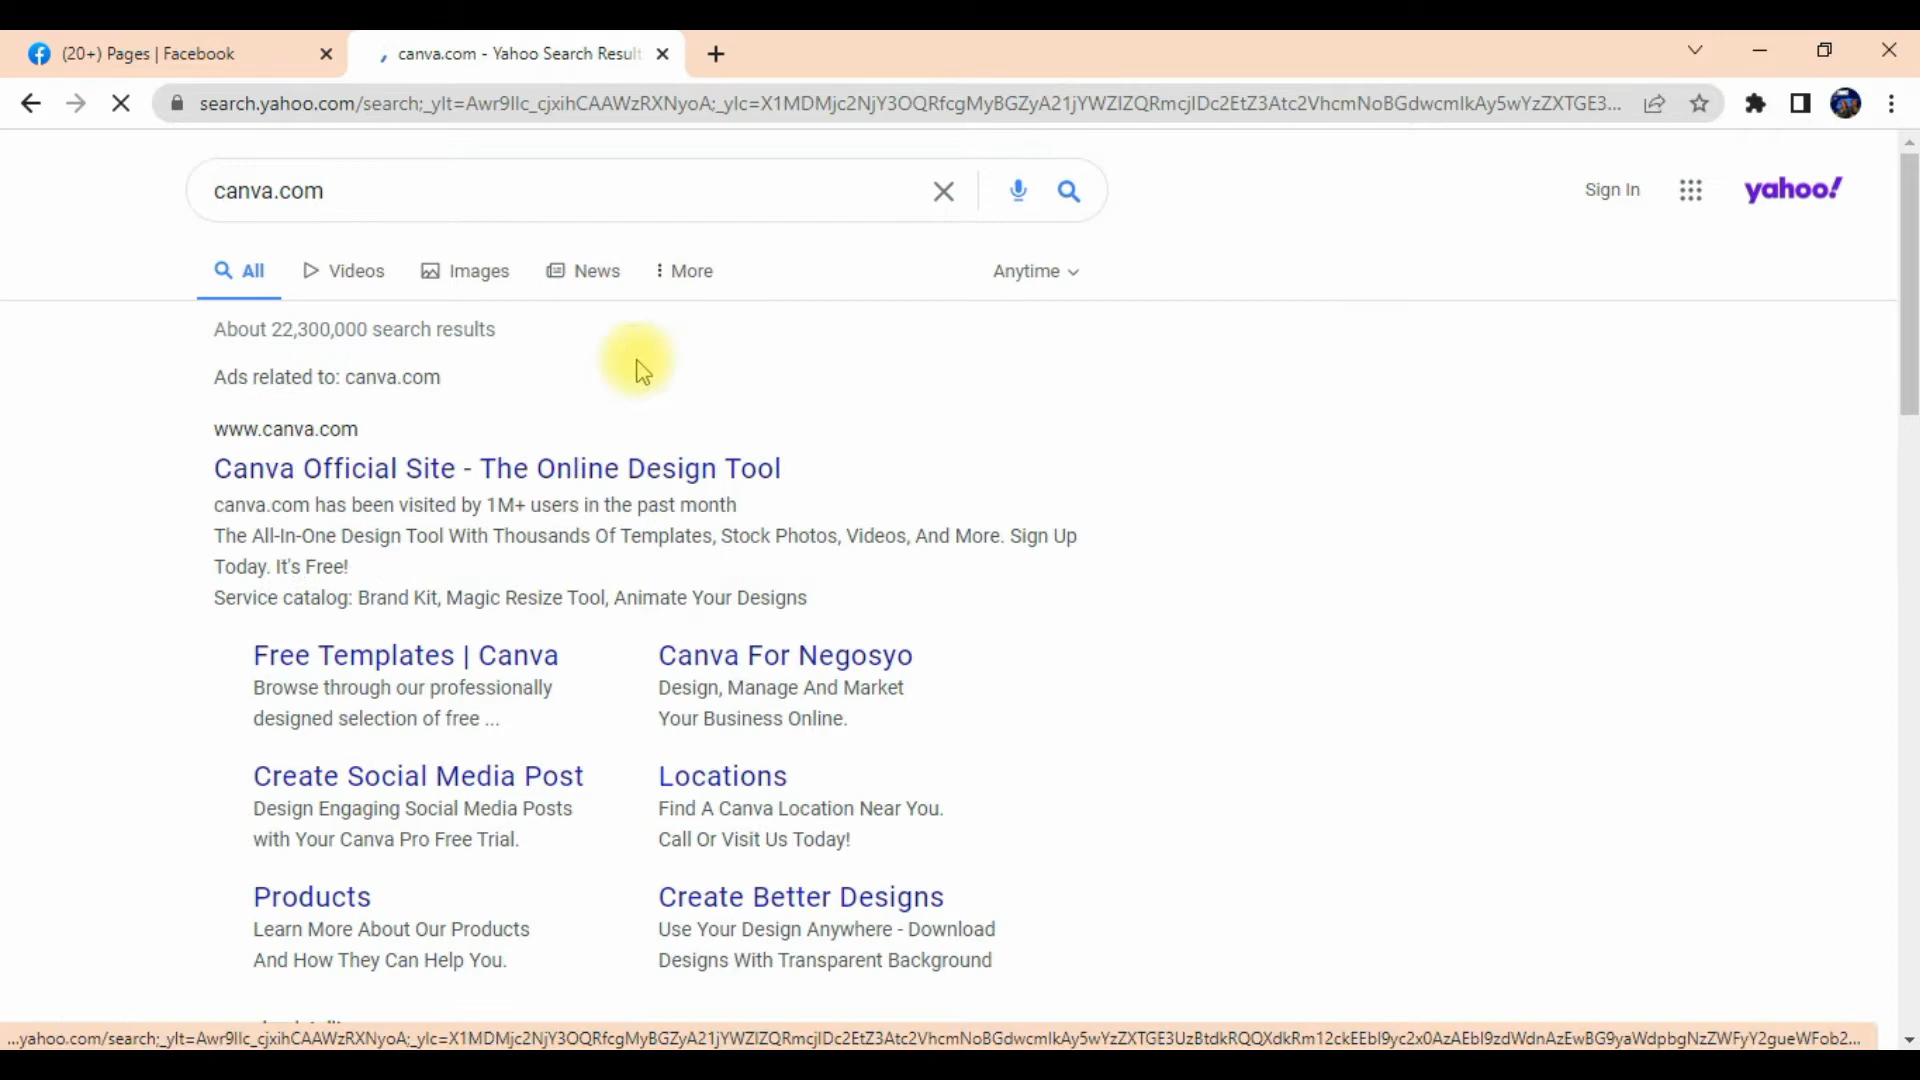 (20+) Pages | Facebook
canva.com - Yahoo Search Result
canva.com
Sign In
yahoo!
All
Videos
Images
News
More
Anytime
About 22,300,000 search results
Ads related to: canva.com
www.canva.com
Canva Official Site - The Online Design Tool
canva.com has been visited by 1M+ users in the past month
The All-In-One Design Tool With Thousands Of Templates, Stock Photos, Videos, And More. Sign Up
Today. It's Free!
Service catalog: Brand Kit, Magic Resize Tool, Animate Your Designs
Free Templates | Canva
Browse through our professionally
designed selection of free ...
Canva For Negosyo
Design, Manage And Market
Your Business Online.
Create Social Media Post
Design Engaging Social Media Posts
with Your Canva Pro Free Trial.
Locations
Find A Canva Location Near You.
Call Or Visit Us Today!
Products
Learn More About Our Products
And How They Can Help You.
Create Better Designs
Use Your Design Anywhere - Download
Designs With Transparent Background